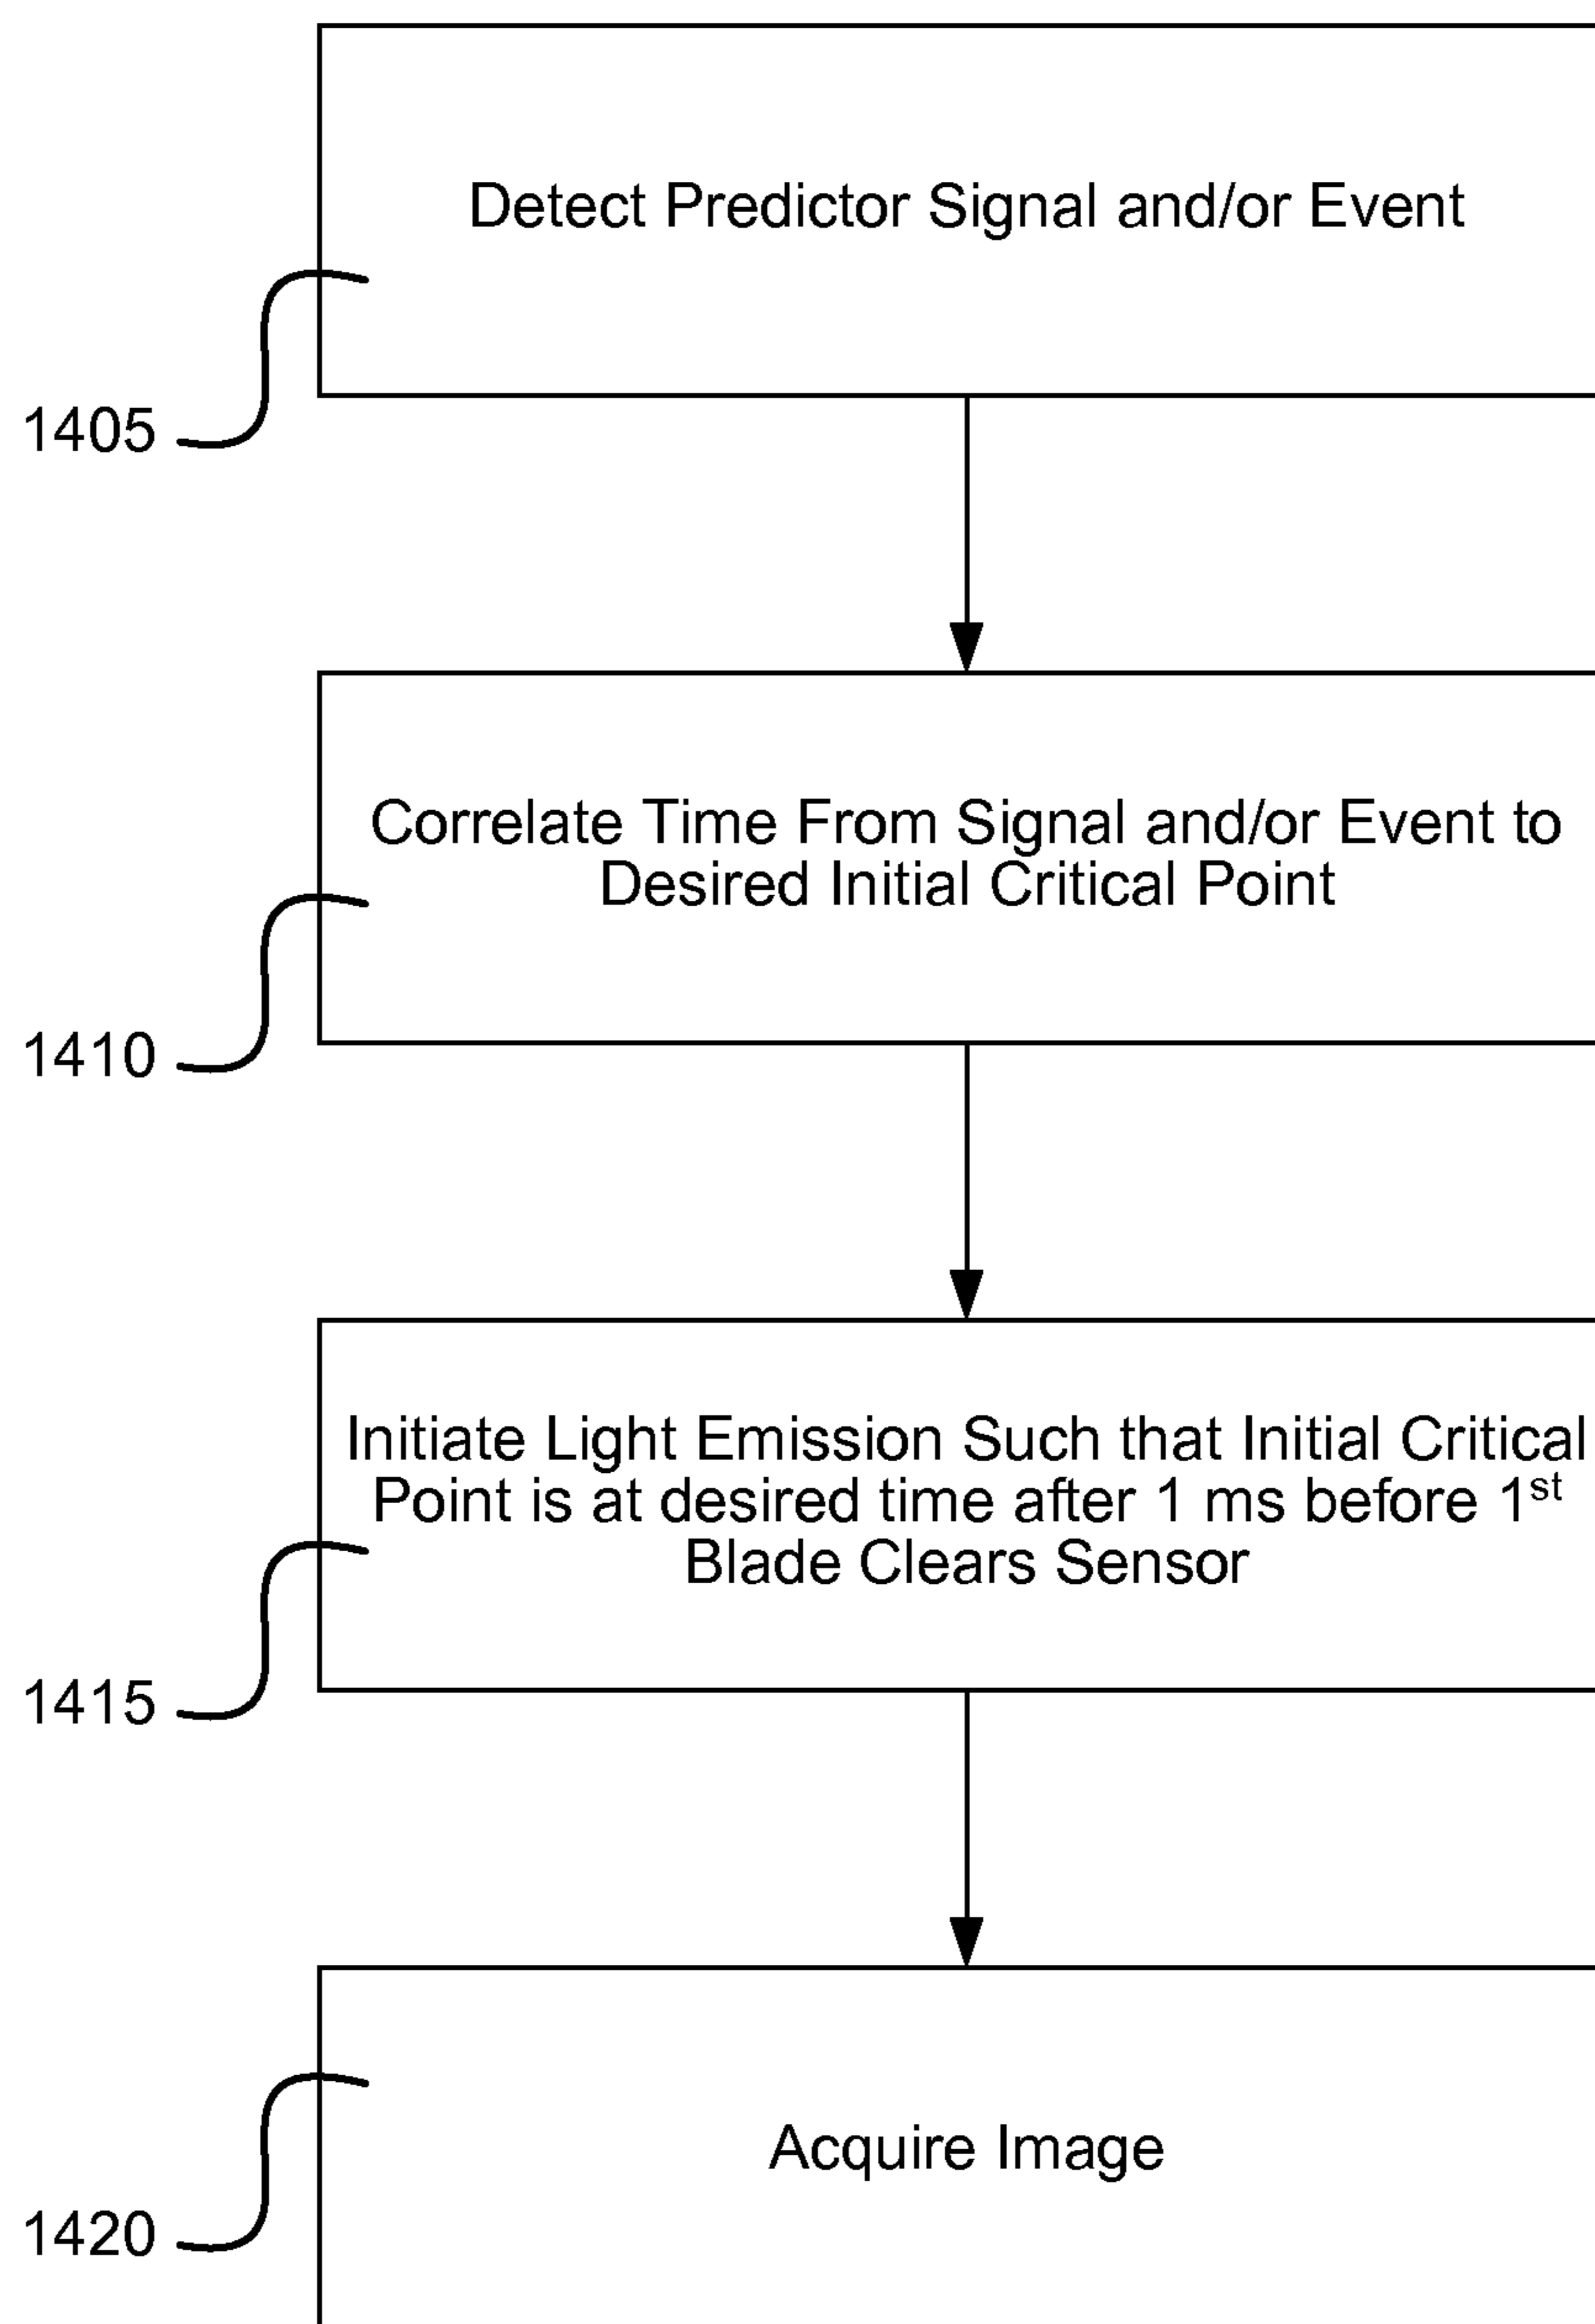 Detect Predictor Signal and/or Event
1405
Correlate Time From Signal and/or Event to
Desired Initial Critical Point
1410
Initiate Light Emission Such that Initial Critical
Point is at desired time after 1 ms before 1st
Blade Clears Sensor
1415
Acquire Image
1420